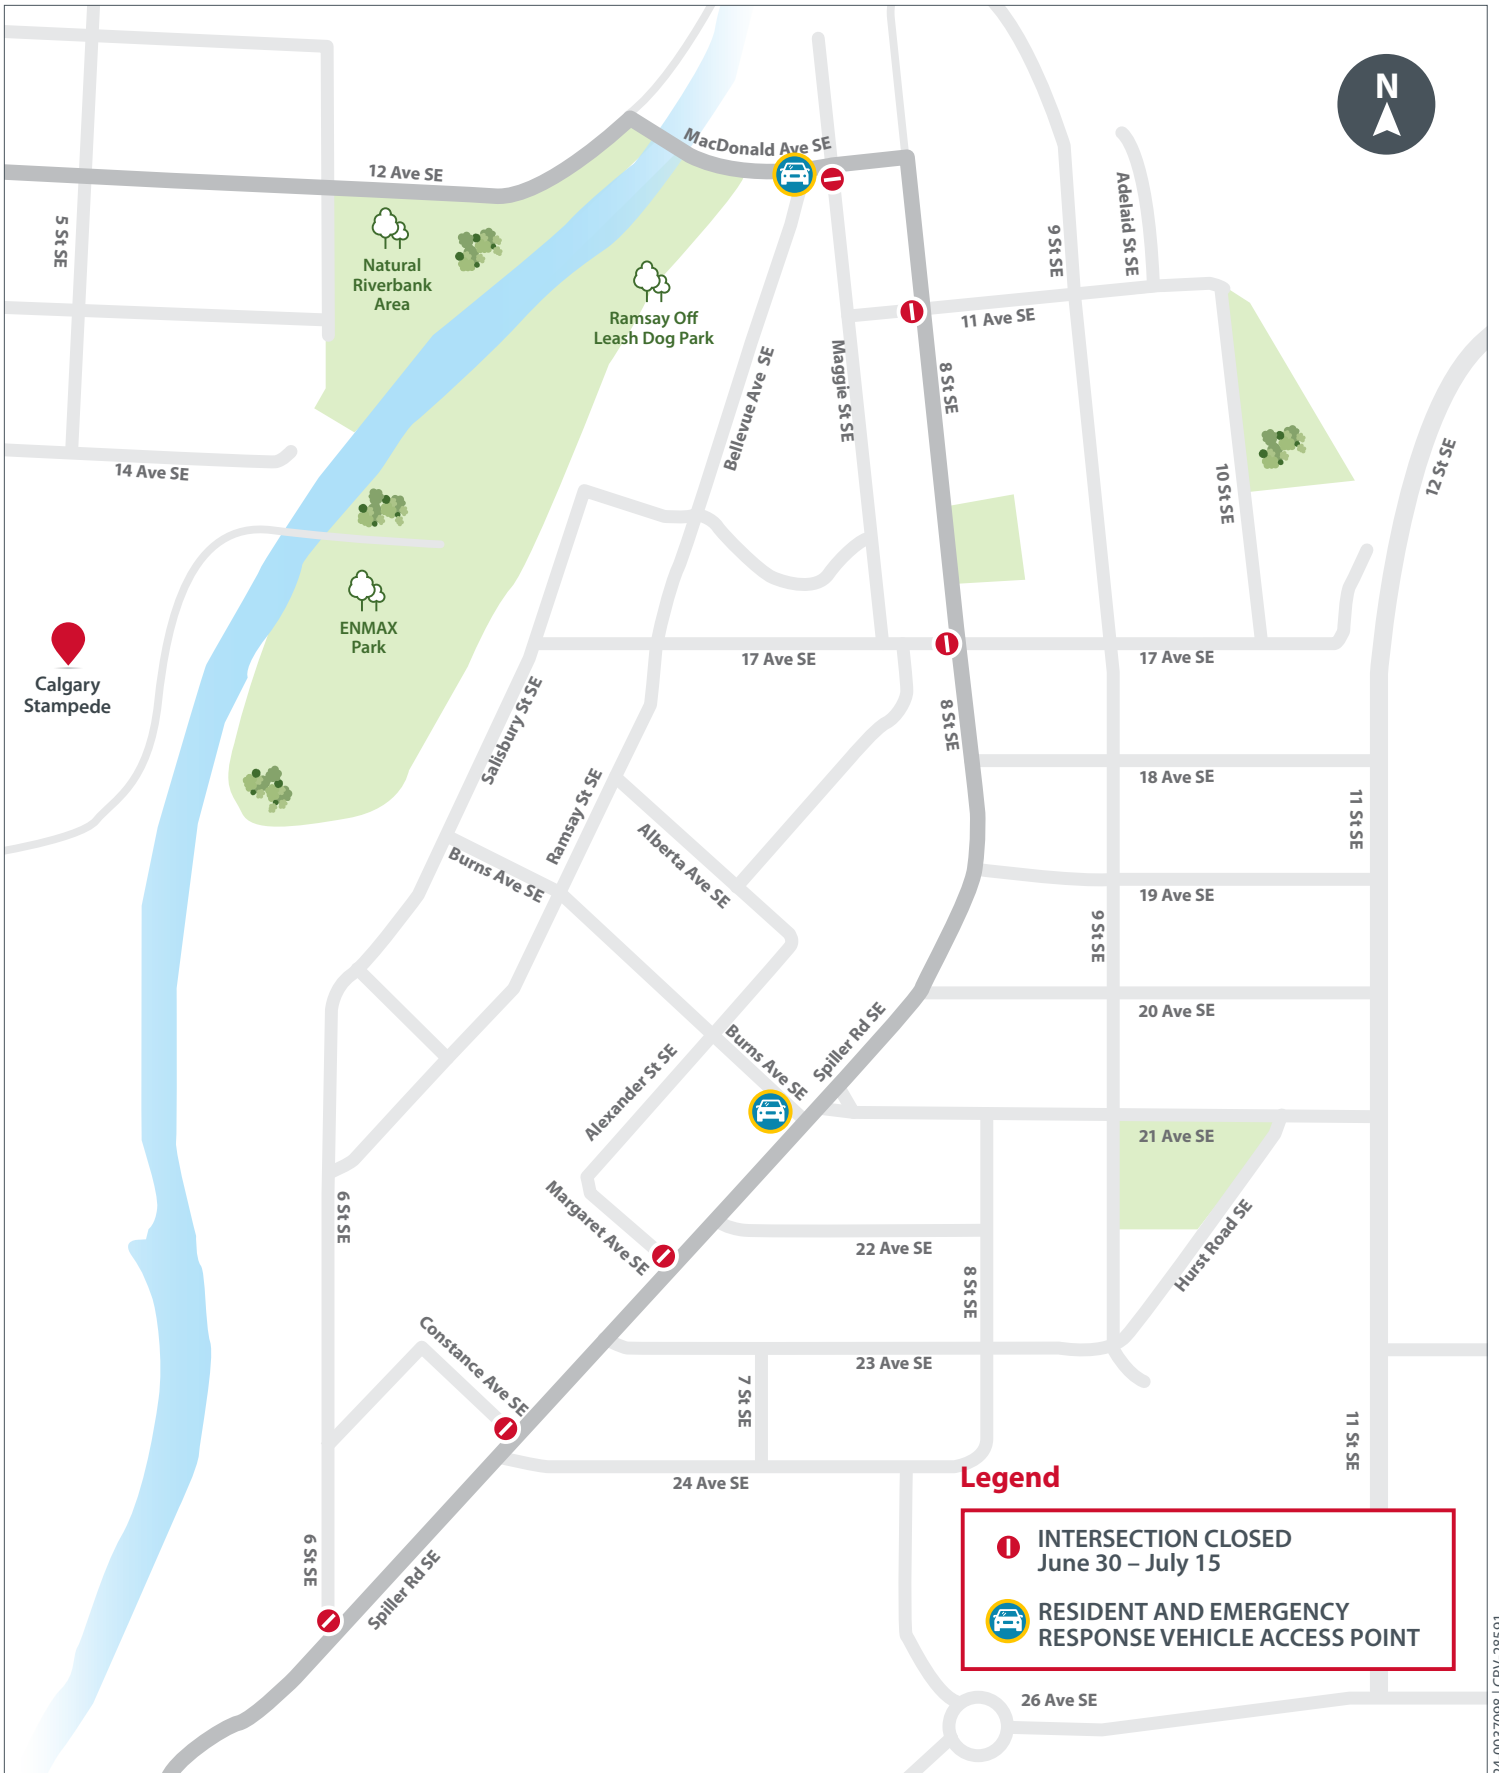 N
MacDonald Ave SE
12 Ave SE
Adelaid St SE
5 St SE
9 St SE
Natural
Riverbank
Area
Ramsay Off
Leash Dog Park
11 Ave SE
Bellevue Ave SE
Maggie St SE
8 St SE
14 Ave SE
10 St SE
12 St SE
ENMAX
Park
Calgary
Stampede
17 Ave SE
17 Ave SE
Salisbury St SE
8 St SE
18 Ave SE
Ramsay St SE
11 St SE
Burns Ave SE
Alberta Ave SE
19 Ave SE
9 St SE
20 Ave SE
Spiller Rd SE
Burns Ave SE
Alexander St SE
21 Ave SE
Margaret Ave SE
6 St SE
22 Ave SE
Hurst Road SE
8 St SE
Constance Ave SE
23 Ave SE
7 St SE
11 St SE
24 Ave SE
6 St SE
Spiller Rd SE
Legend
INTERSECTION CLOSED
June 30 – July 15
RESIDENT AND EMERGENCY
RESPONSE VEHICLE ACCESS POINT
26 Ave SE